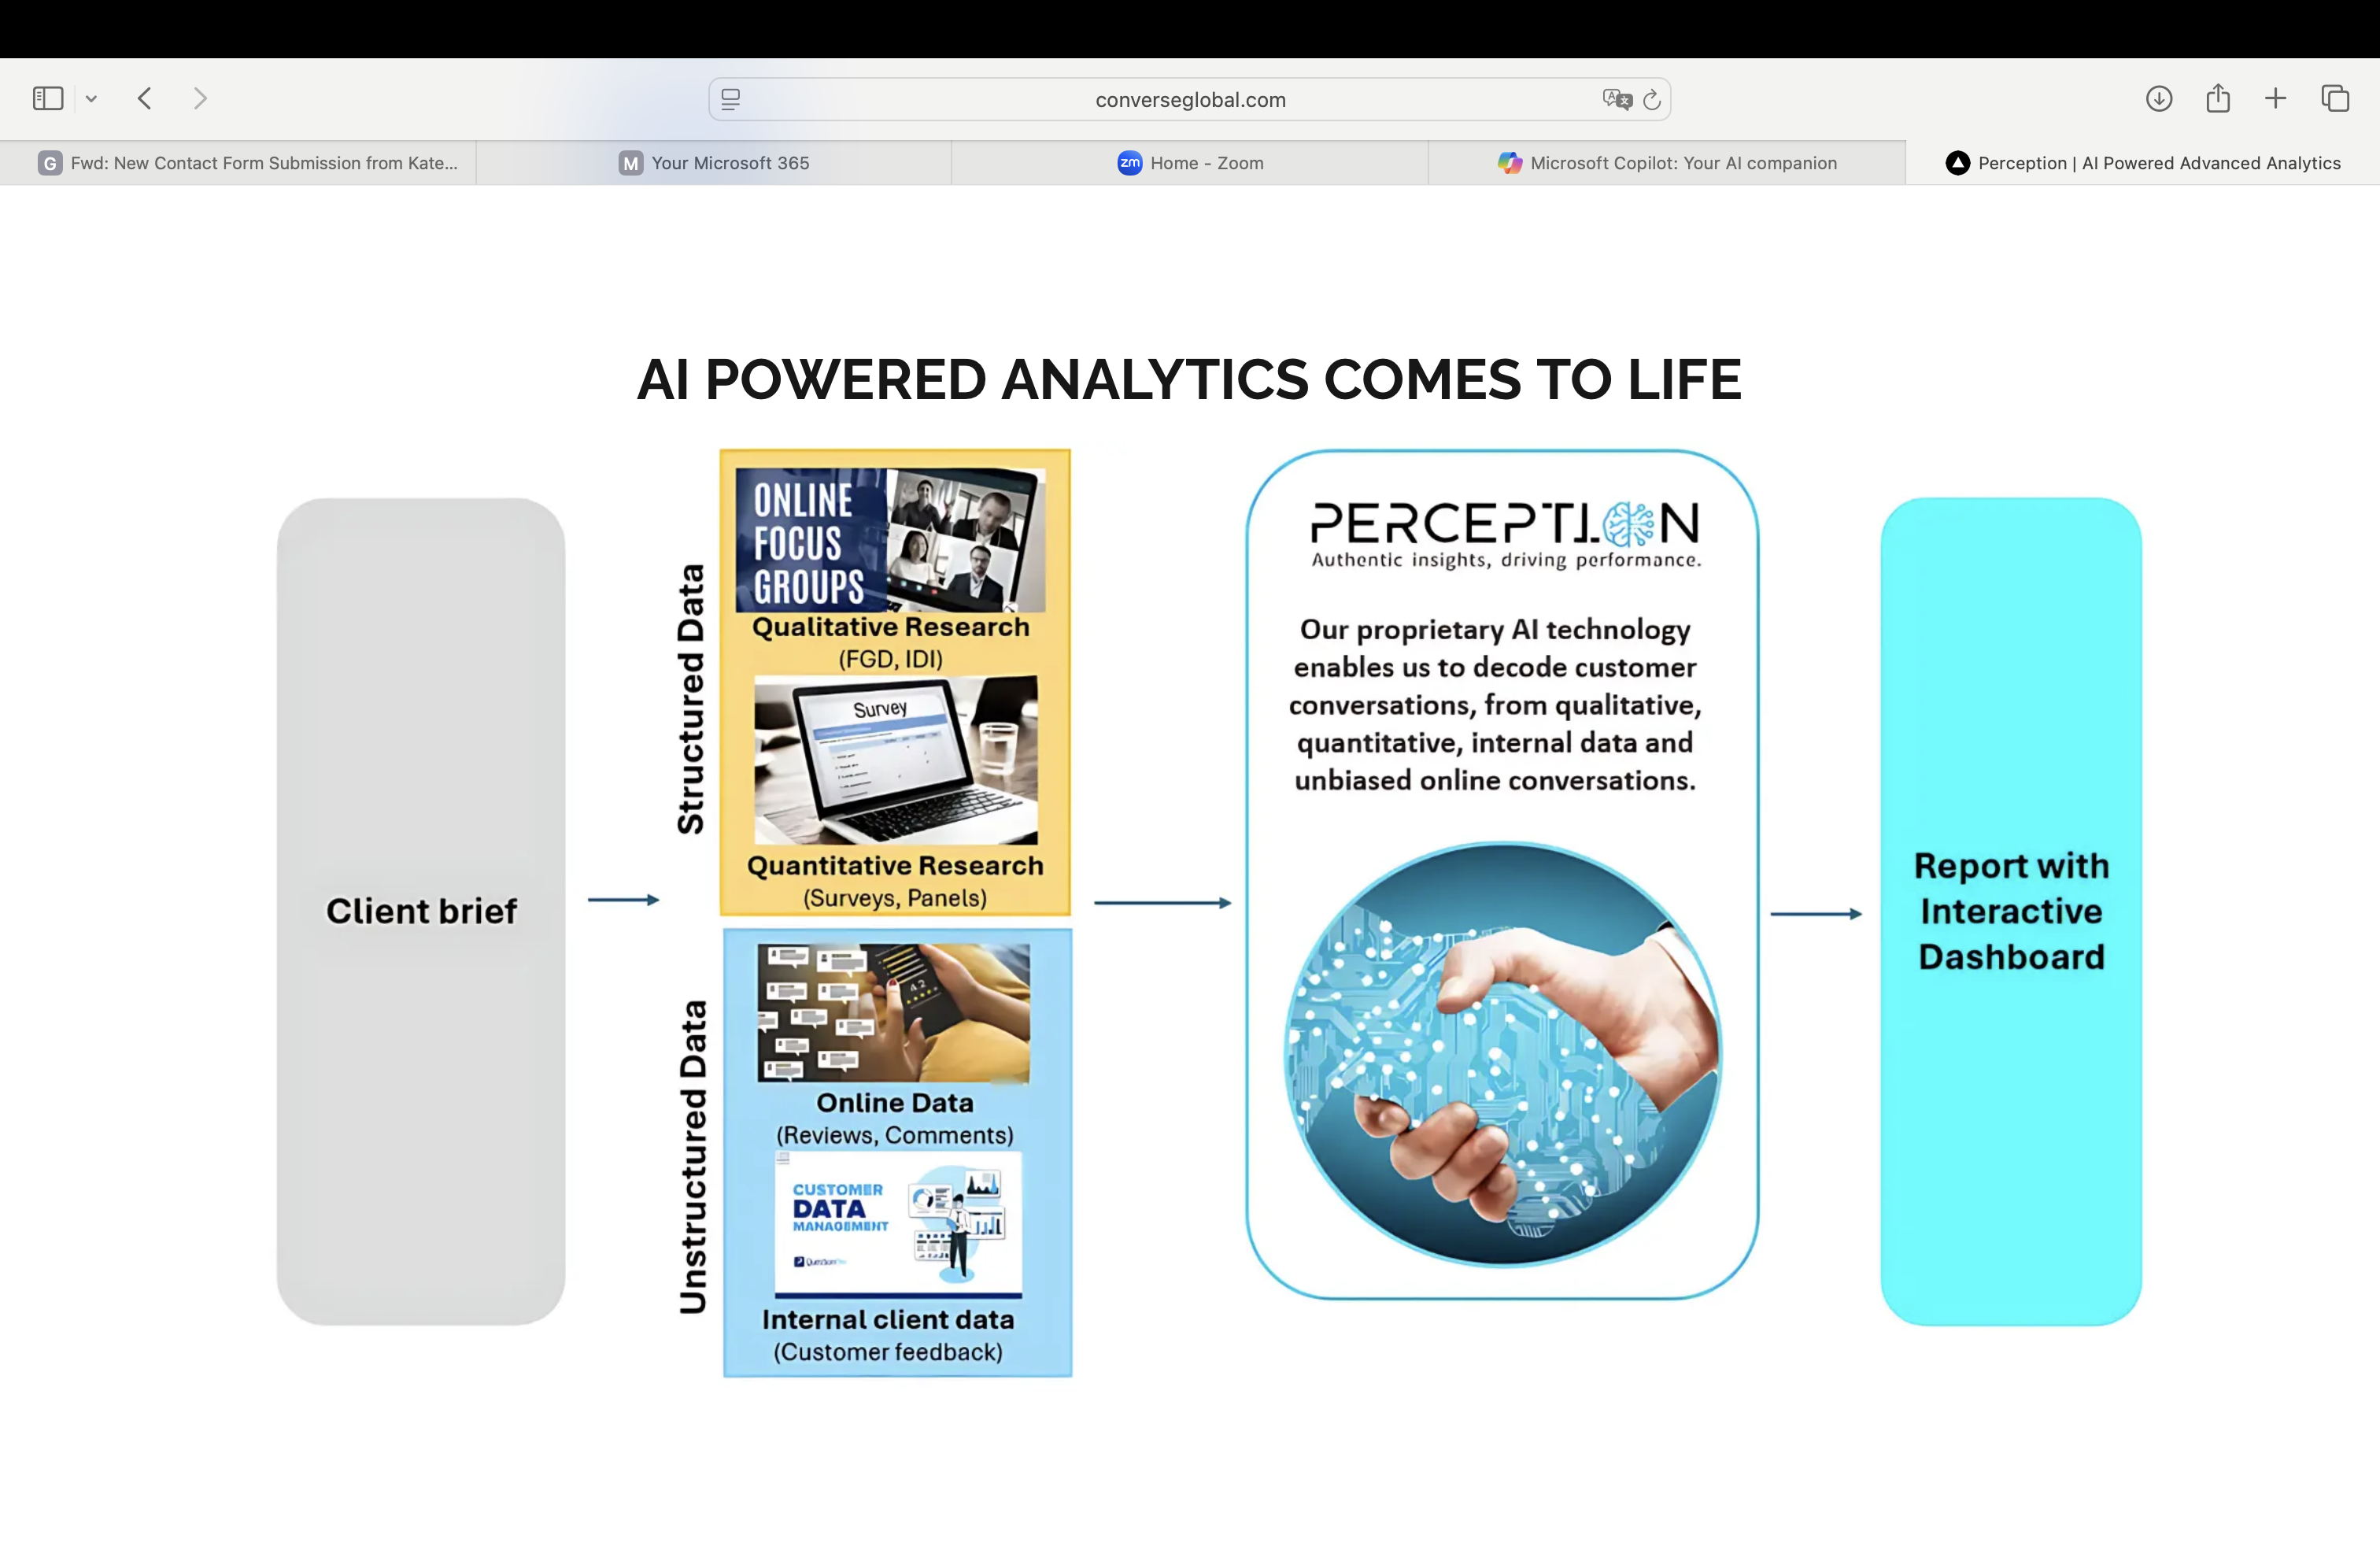 converseglobal.com
G Fwd: New Contact Form Submission from Kate...
M Your Microsoft 365
zm Home - Zoom
Microsoft Copilot: Your AI companion
Perception | AI Powered Advanced Analytics
AI POWERED ANALYTICS COMES TO LIFE
Client brief
Structured Data
ONLINE
FOCUS
GROUPS
Qualitative Research
(FGD, IDI)
Survey
Quantitative Research
(Surveys, Panels)
Unstructured Data
4.2
Online Data
(Reviews, Comments)
CUSTOMER
DATA
MANAGEMENT
Internal client data
(Customer feedback)
PERCEPTION
Authentic insights, driving performance.
Our proprietary AI technology
enables us to decode customer
conversations, from qualitative,
quantitative, internal data and
unbiased online conversations.
Report with
Interactive
Dashboard